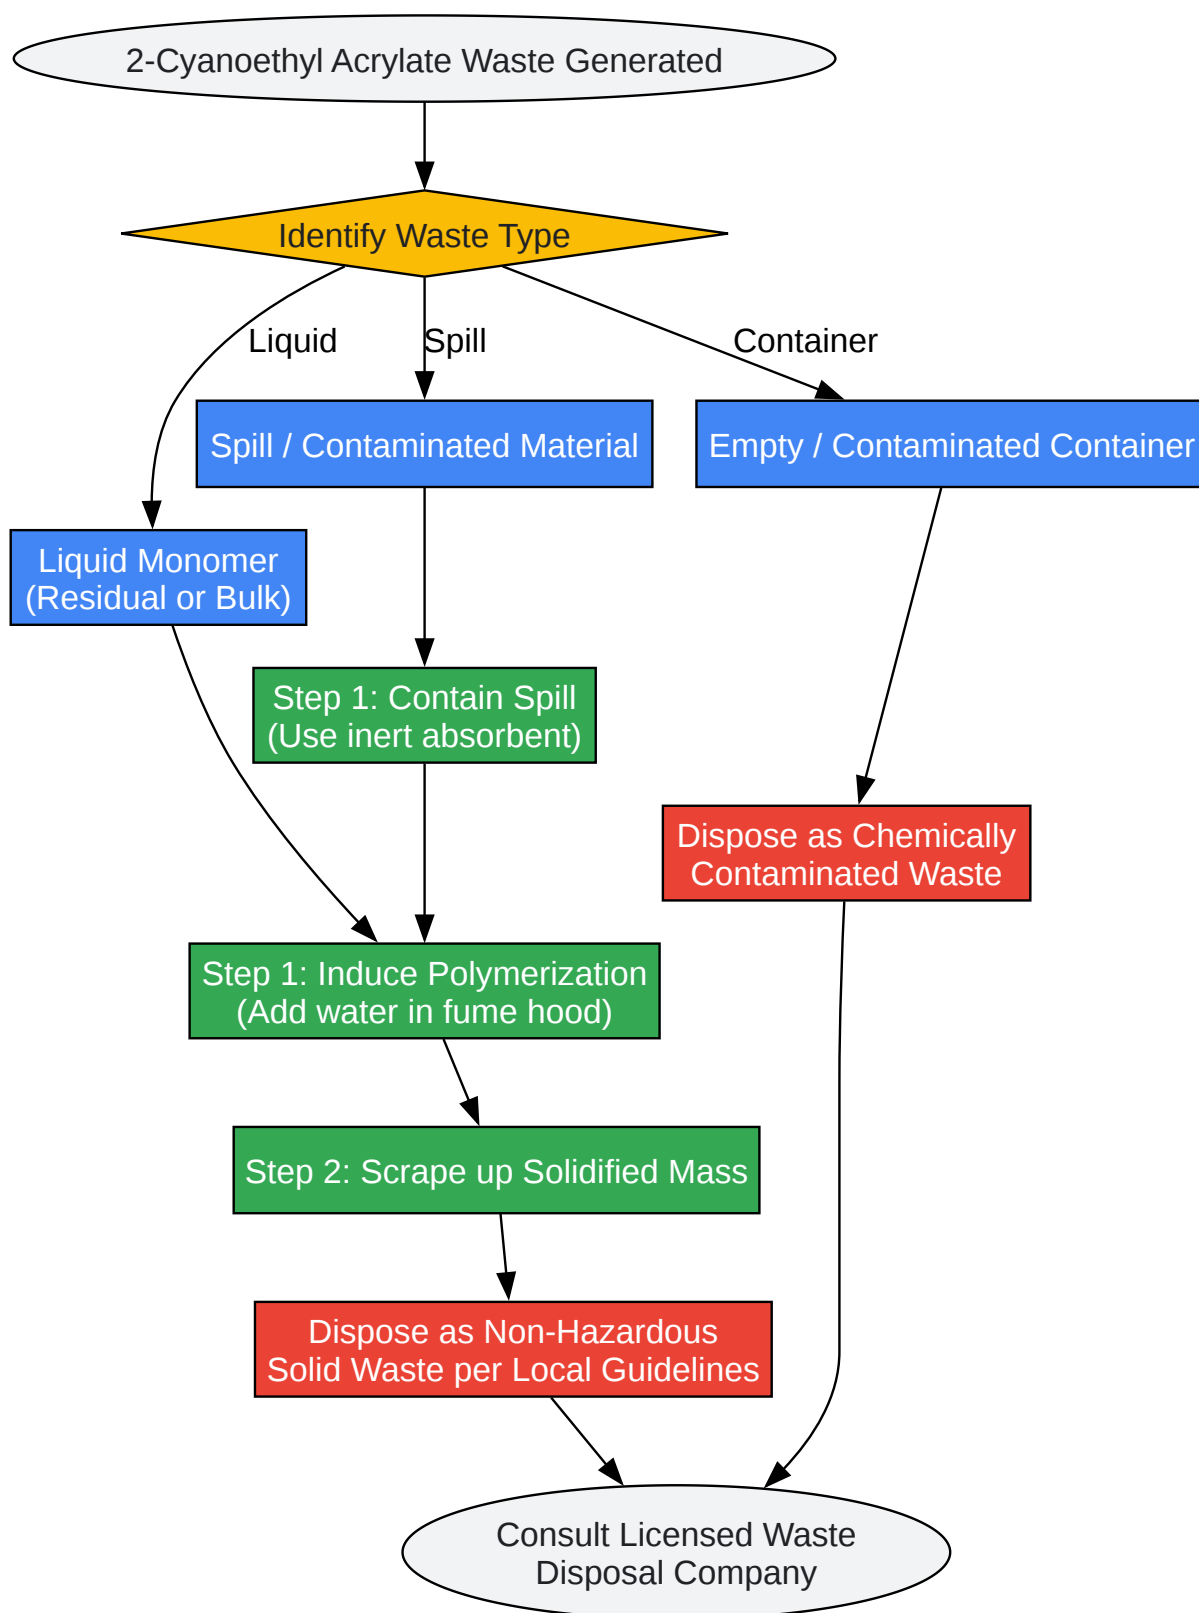 2-Cyanoethyl Acrylate Waste Generated
Identify Waste Type
Liquid
Spill
Container
Spill / Contaminated Material
Empty / Contaminated Container
Liquid Monomer
(Residual or Bulk)
Step 1: Contain Spill
(Use inert absorbent)
Dispose as Chemically
Contaminated Waste
Step 1: Induce Polymerization
(Add water in fume hood)
Step 2: Scrape up Solidified Mass
Dispose as Non-Hazardous
Solid Waste per Local Guidelines
Consult Licensed Waste
Disposal Company